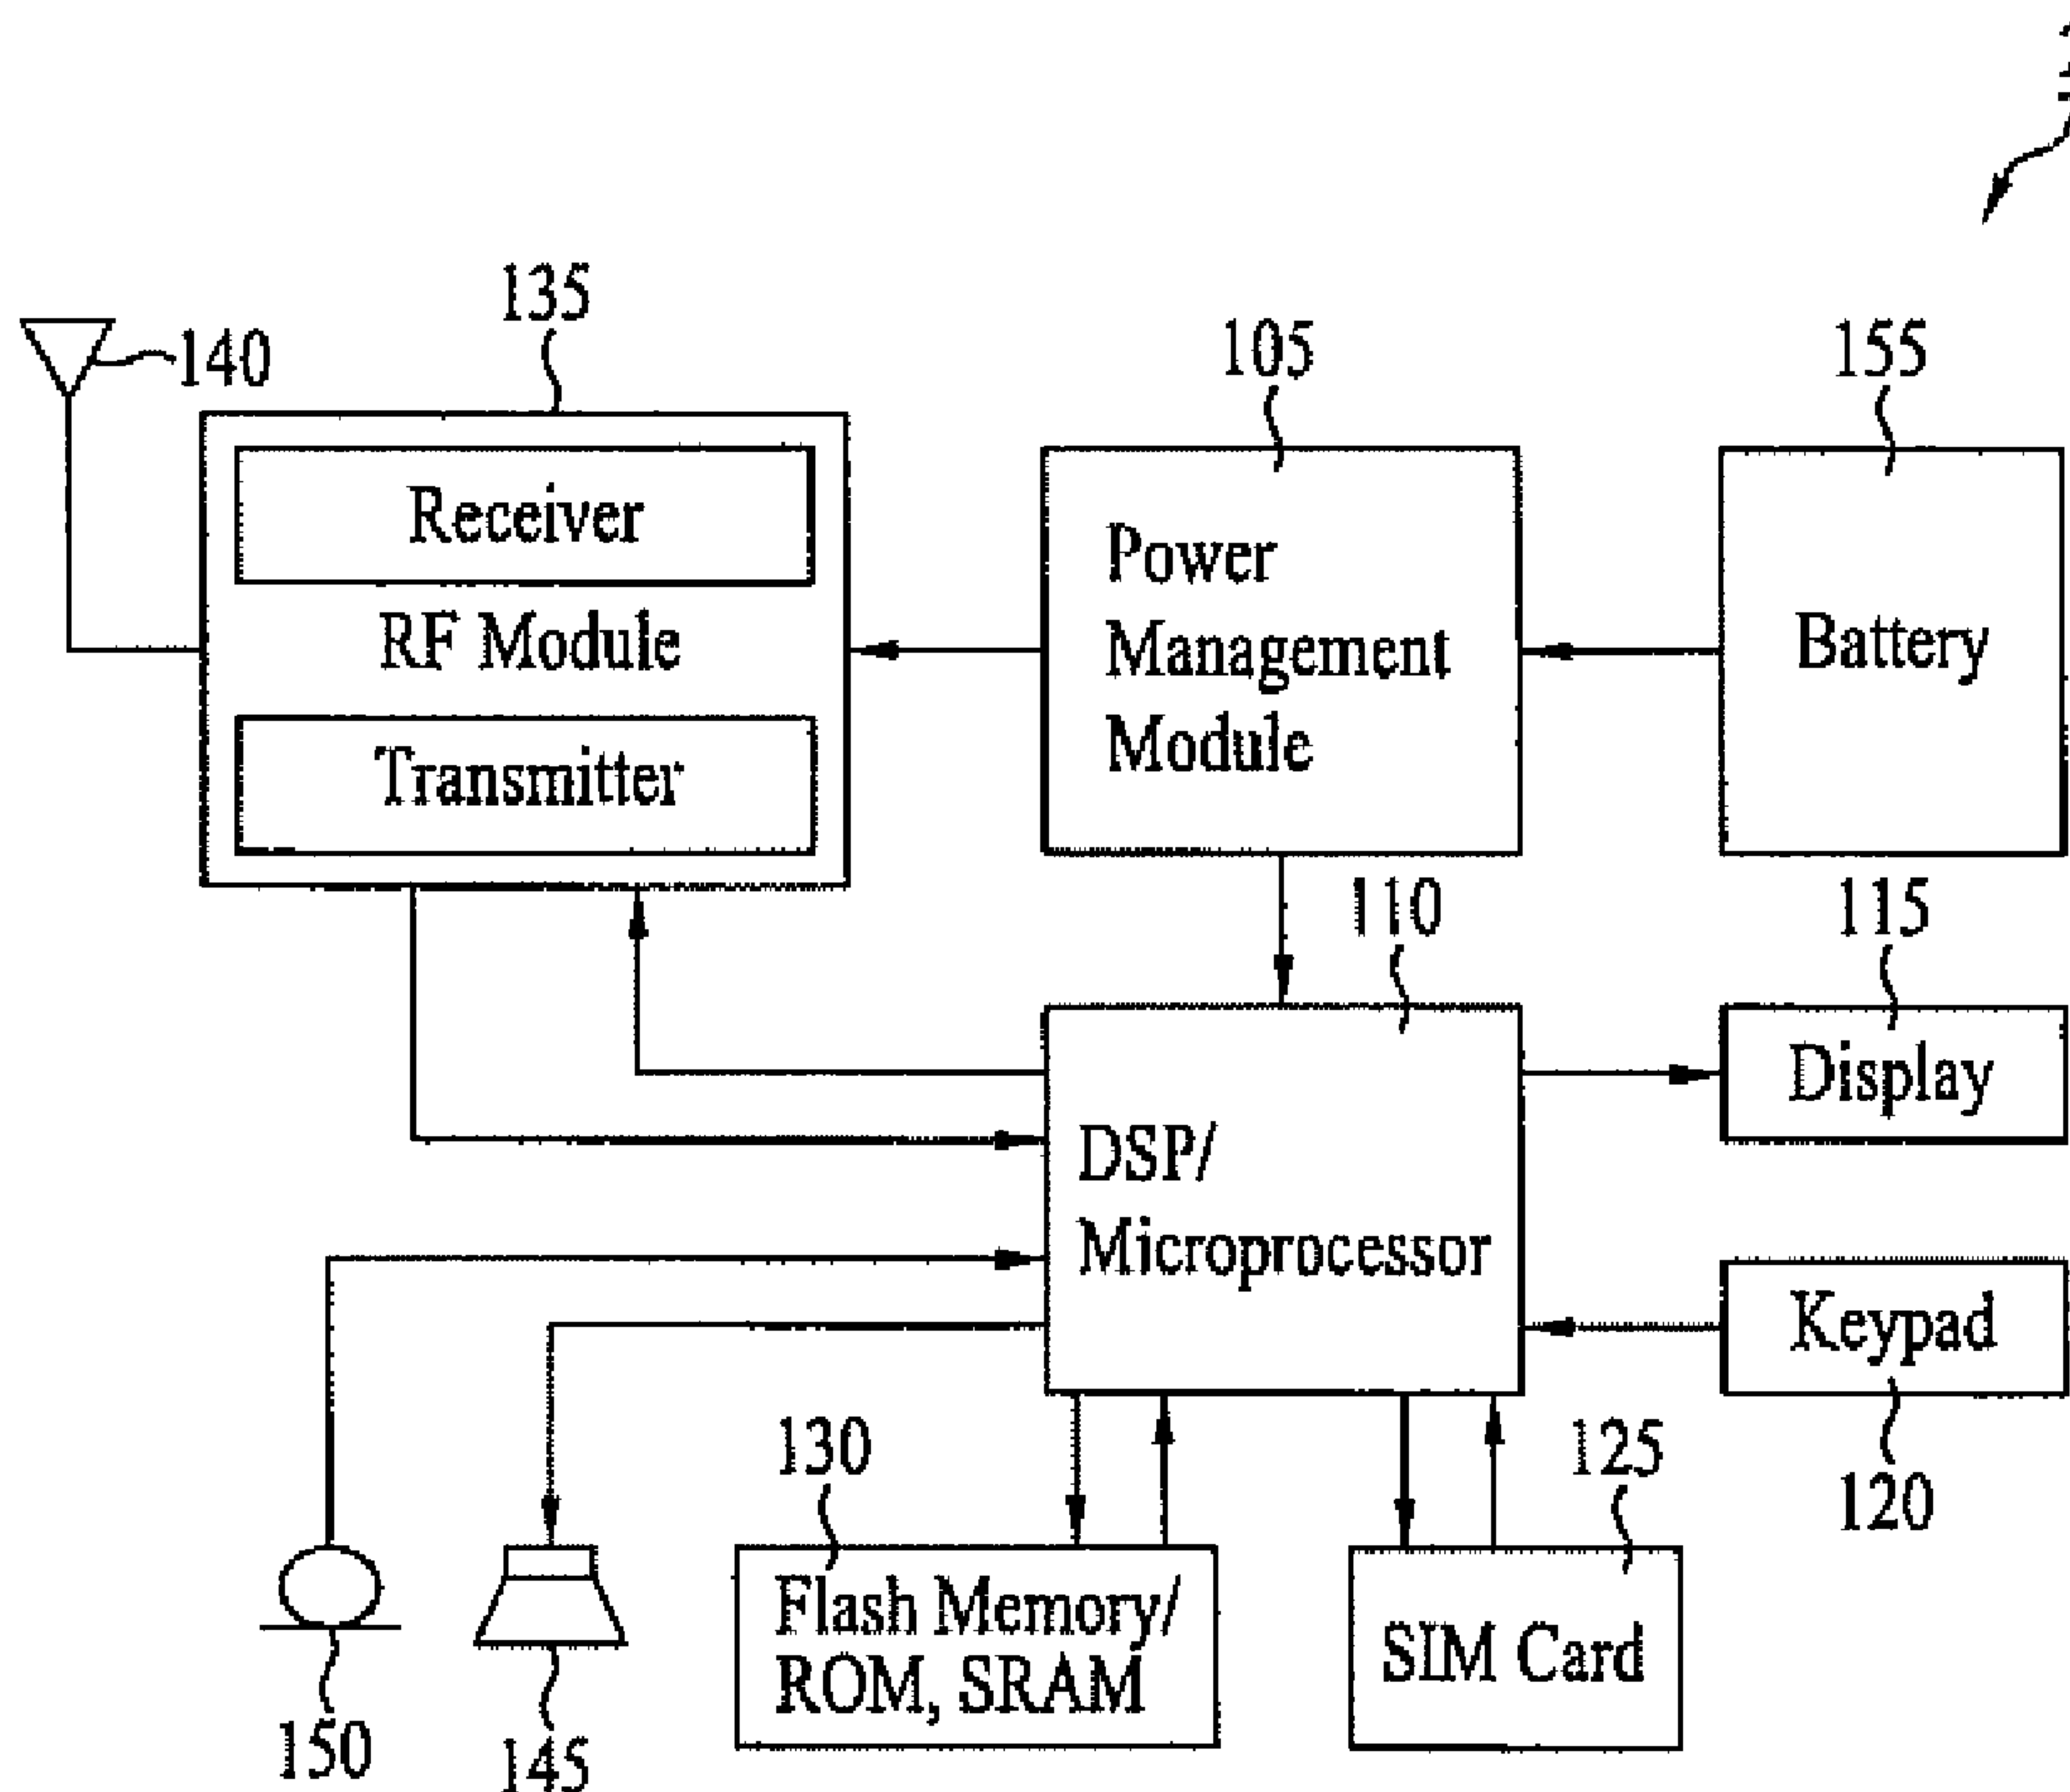 135
140
105
155
Receiver
RF Module
Transmitter
Power
Management
Module
Battery
110
115
Display
DSP/
Microprocessor
Keypad
130
125
120
Flash Memory/
ROM, SRAM
SIM Card
150
145